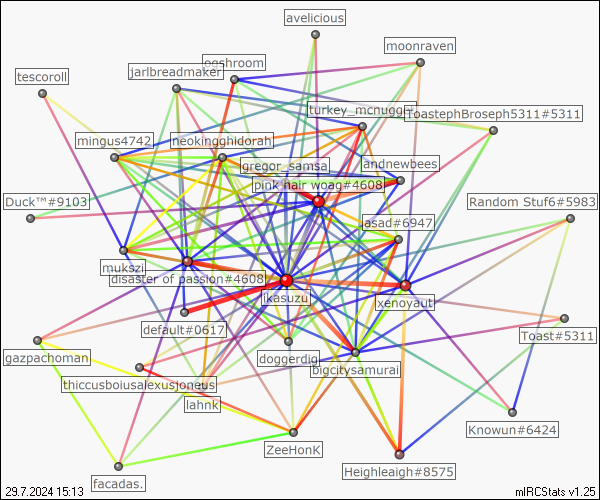 avelicious
moonraven
ogshroom
jarlbreadmaker
tescoroll
turkey_mcnugget
ToastephBroseph5311#5311
mingus4742
neokingghidorah
gregor_samsa
andnewbees
pink hair woag#4608
Duck™#9103
Random Stuf6#5983
asad#6947
mukszi
disaster of passion#4608
ikasuzu
xenoyaut
default#0617
Toast#5311
gazpachoman
doggerdig
bigcitysamurai
thiccusboiusalexusjoneus
lahnk
Knowun#6424
ZeeHonK
Heighleaigh#8575
facadas.
29.7.2024 15:13
mIRCStats v1.25